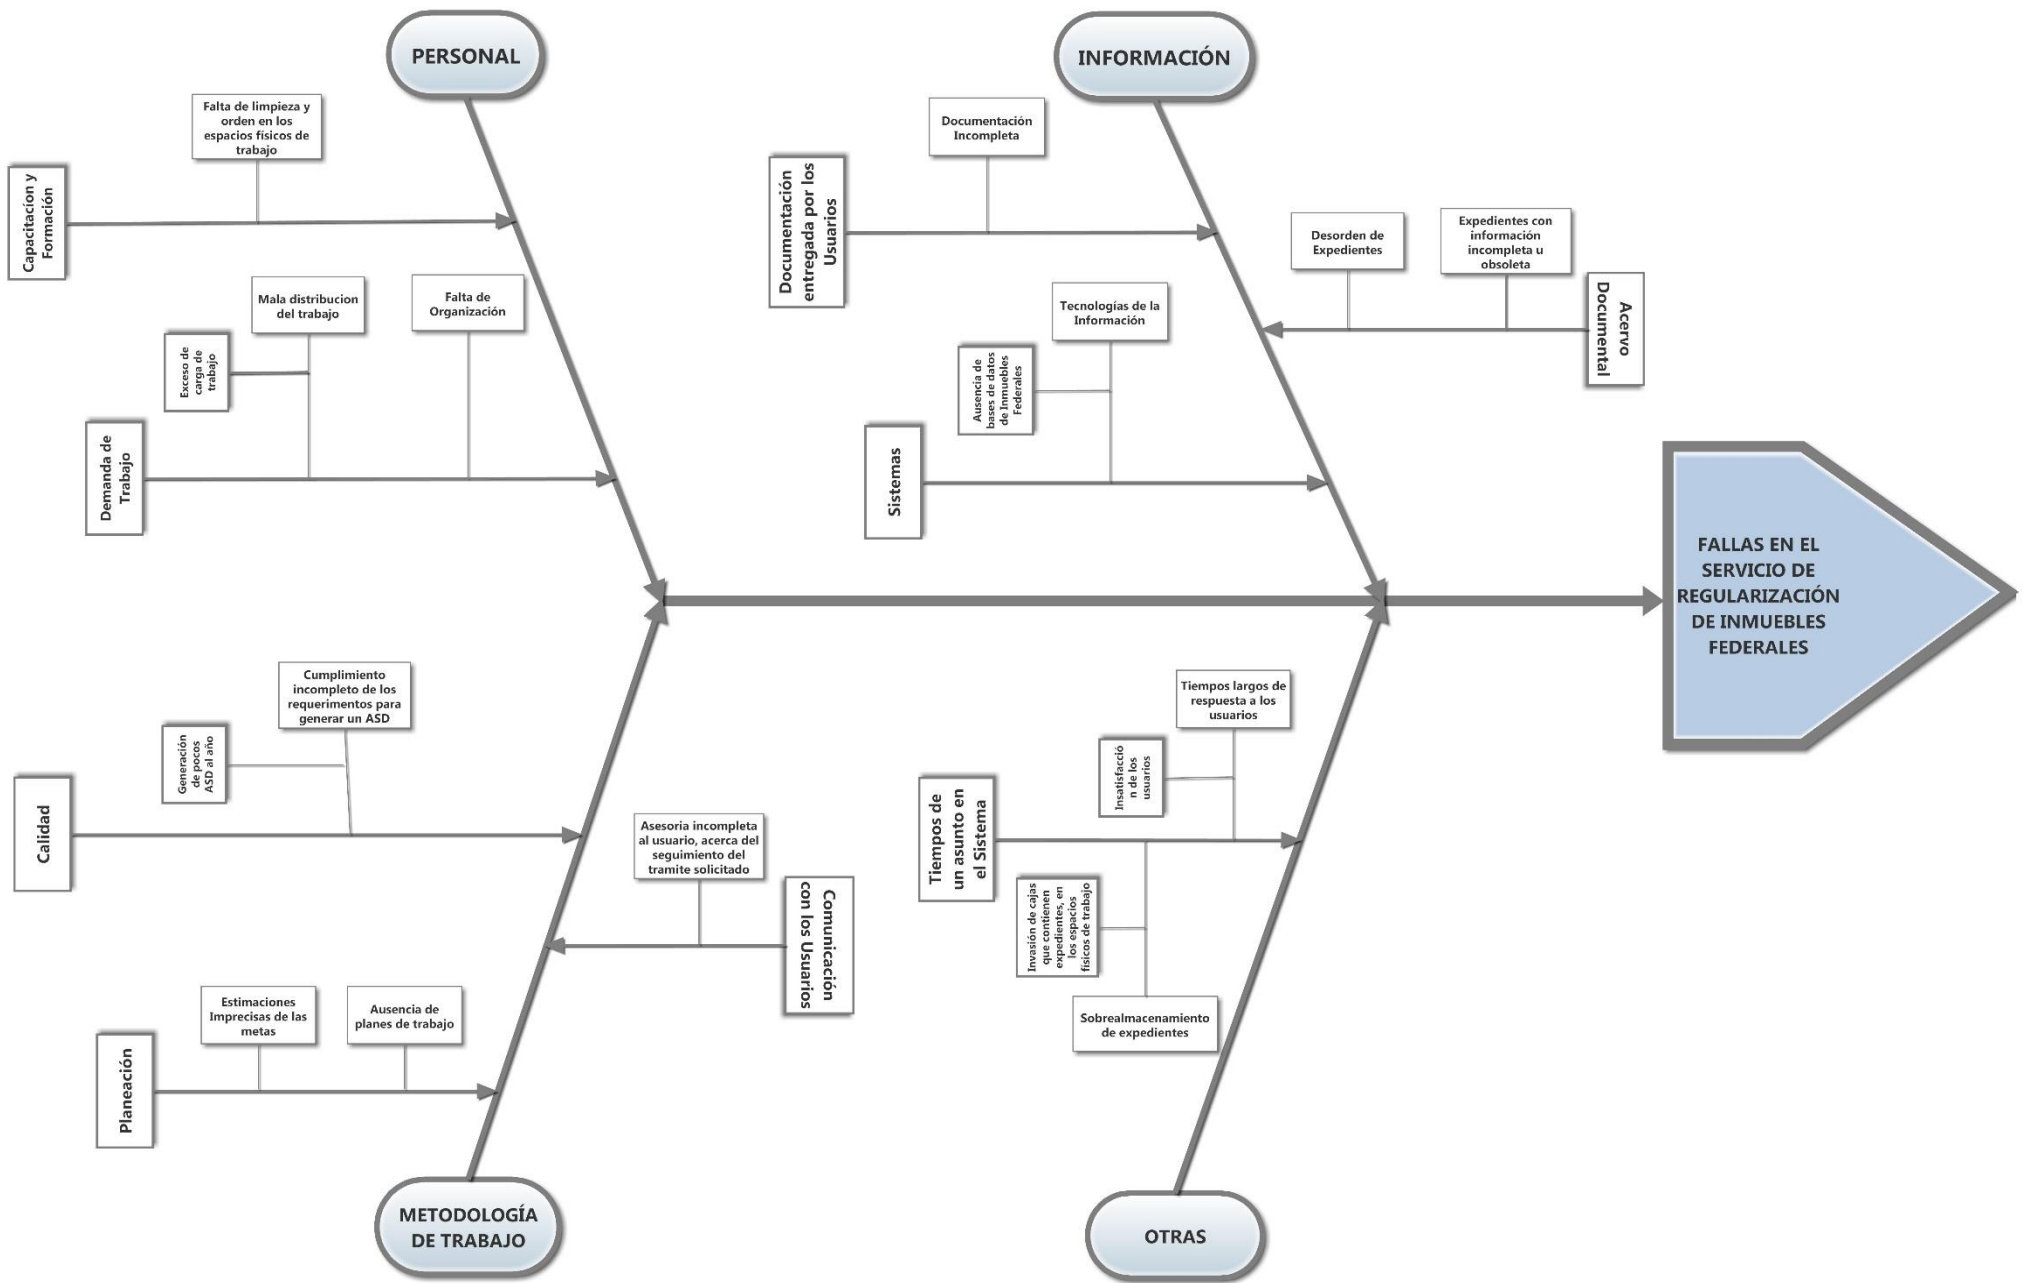 PERSONAL
Falta de limpieza y
orden en los
espacios físicos de
trabajo
Capacitacion y
Formación
Mala distribucion
del trabajo
Falta de
Organización
Exceso de
carga de
trabajo
Demanda de
Trabajo
INFORMACIÓN
Documentación
Incompleta
Documentación
entregada por los
Usuarios
Desorden de
Expedientes
Expedientes con
información
incompleta u
obsoleta
Acervo
Documental
Tecnologías de la
Información
Ausencia de
bases de datos
de Inmuebles
Federales
Sistemas
FALLAS EN EL
SERVICIO DE
REGULARIZACIÓN
DE INMUEBLES
FEDERALES
Cumplimiento
incompleto de los
requerimentos para
generar un ASD
Generación
de pocos
ASD al año
Calidad
Asesoria incompleta
al usuario, acerca del
seguimiento del
tramite solicitado
Comunicación
con los Usuarios
Estimaciones
Imprecisas de las
metas
Ausencia de
planes de trabajo
Planeación
METODOLOGÍA
DE TRABAJO
Tiempos largos de
respuesta a los
usuarios
Insatisfacció
n de los
usuarios
Tiempos de
un asunto en
el Sistema
Invasión de cajas
que contienen
expedientes, en
los espacios
físicos de trabajo
Sobrealmacenamiento
de expedientes
OTRAS